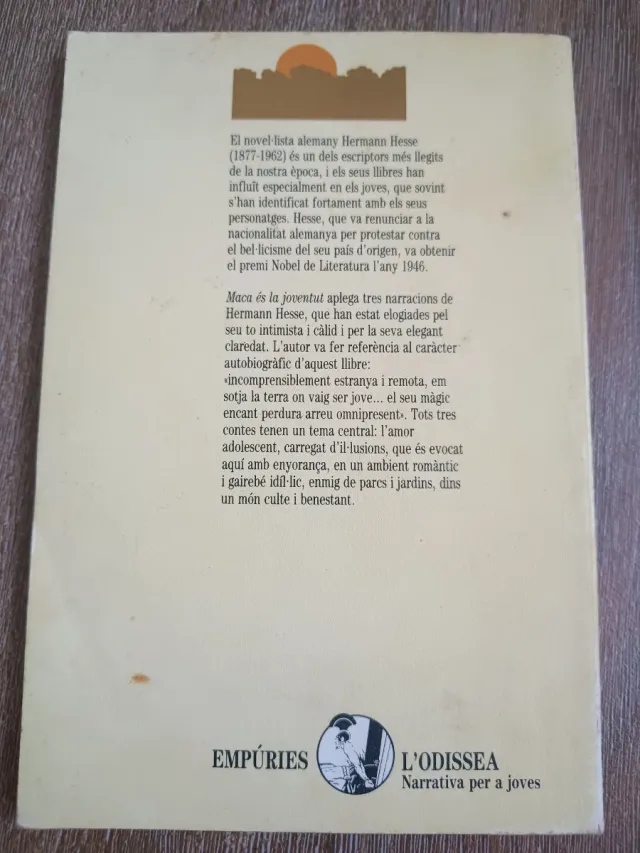 El novel·lista alemany Hermann Hesse
(1877-1962) és un dels escriptors més llegits
de la nostra època, i els seus llibres han
influït especialment en els joves, que sovint
s'han identificat fortament amb els seus
personatges. Hesse, que va renunciar a la
nacionalitat alemanya per protestar contra
el bel·licisme del seu país d'origen, va obtenir
el premi Nobel de Literatura l'any 1946.
Maca és la joventut aplega tres narracions de
Hermann Hesse, que han estat elogiades pel
seu to intimista i càlid i per la seva elegant
claredat. L'autor va fer referència al caràcter
autobiogràfic d'aquest llibre:
«incomprensiblement estranya i remota, em
sotja la terra on vaig ser jove... el seu màgic
encant perdura arreu omnipresent». Tots tres
contes tenen un tema central: l'amor
adolescent, carregat d'il·lusions, que és evocat
aquí amb enyorança, en un ambient romàntic
i gairebé idíl·lic, enmig de parcs i jardins, dins
un món culte i benestant.
EMPÚRIES L'ODISSEA
Narrativa per a joves